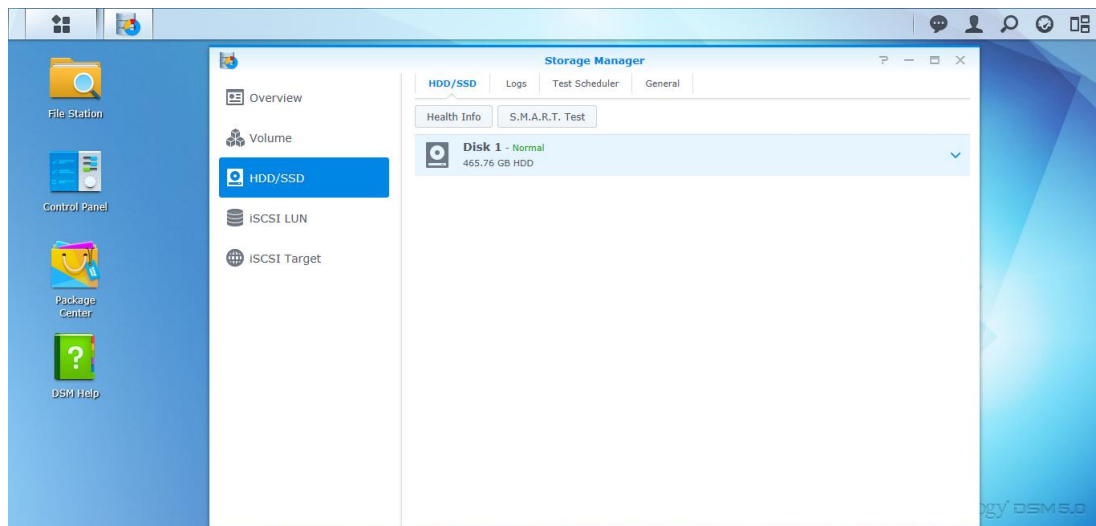 Storage Manager
File Station
Control Panel
Package
Center
DSM Help
Overview
Volume
HDD/SSD
iSCSI LUN
iSCSI Target
HDD/SSD Logs Test Scheduler General
Health Info S.M.A.R.T. Test
Disk 1 - Normal
465.76 GB HDD
DSM 5.0